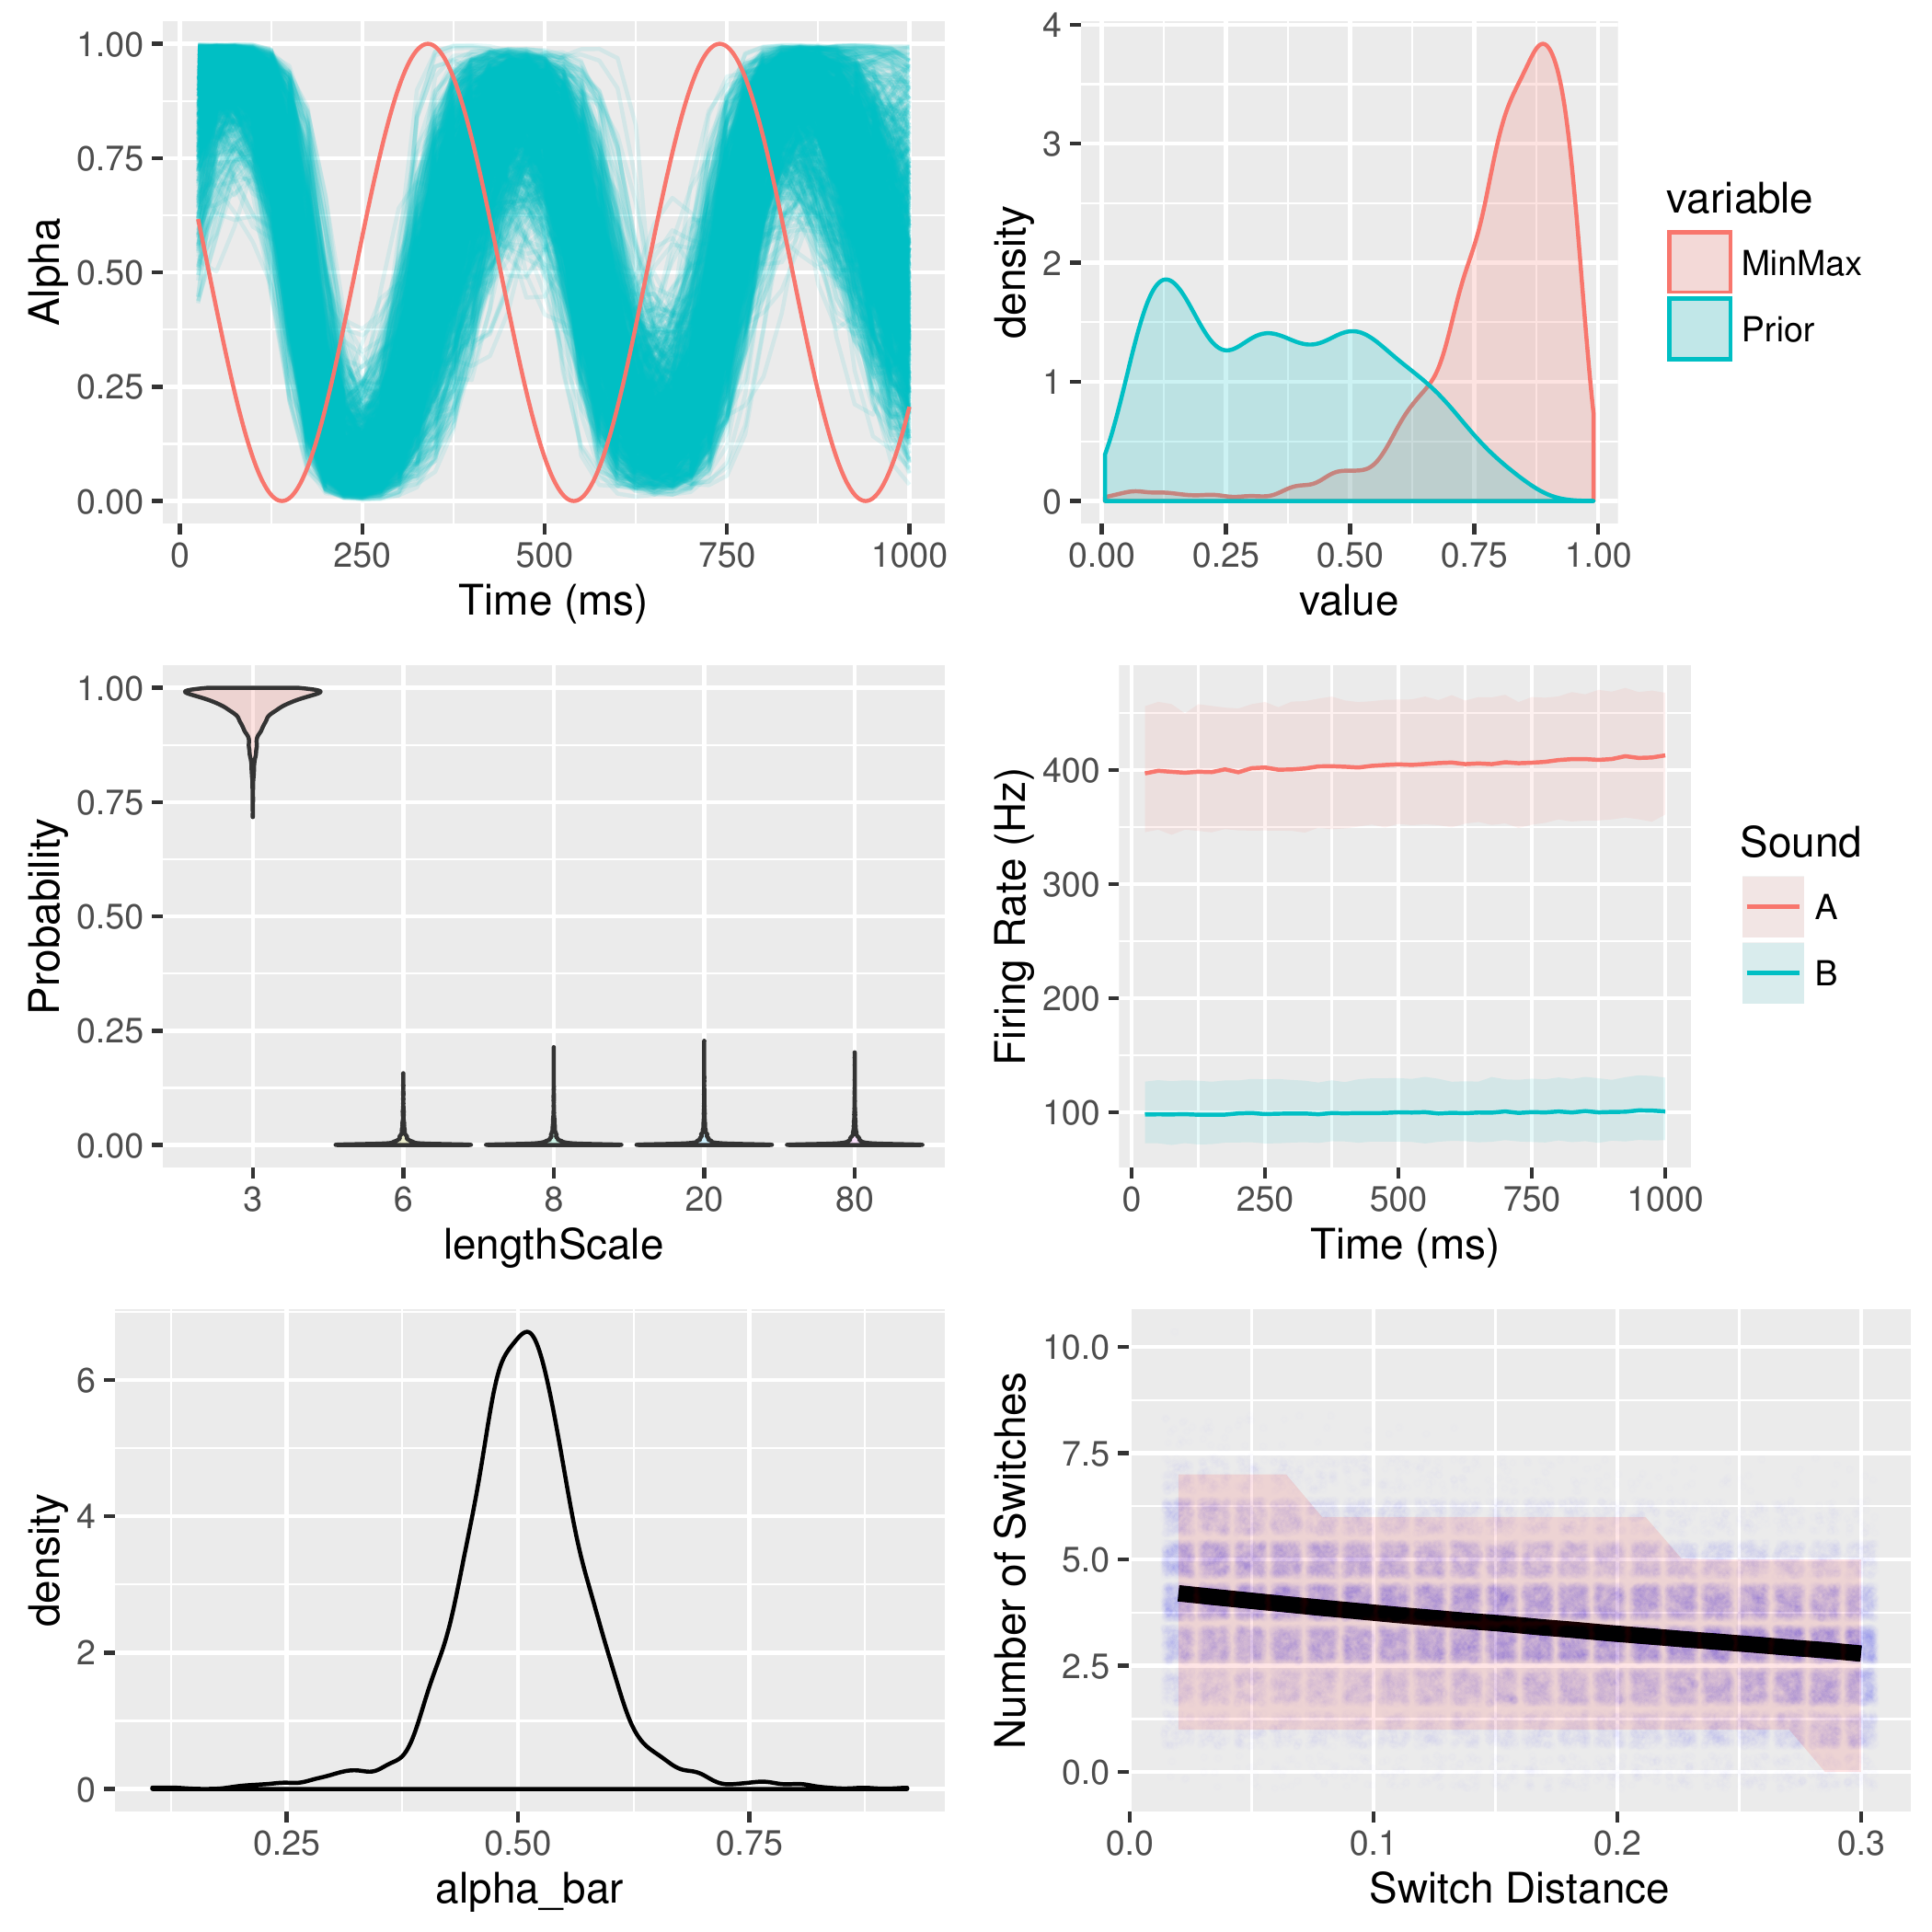 Alpha
1.00
0.75
0.50
0.25
0.00
0 250 500 750 1000
Time (ms)
density
4
3
2
1
0
0.00 0.25 0.50 0.75 1.00
value
variable
MinMax
Prior
Probability
1.00
0.75
0.50
0.25
0.00
3 6 8 20 80
lengthScale
Firing Rate (Hz)
400
300
200
100
0 250 500 750 1000
Time (ms)
Sound
A
B
density
6
4
2
0
0.25 0.50 0.75
alpha_bar
Number of Switches
10.0
7.5
5.0
2.5
0.0
0.0 0.1 0.2 0.3
Switch Distance